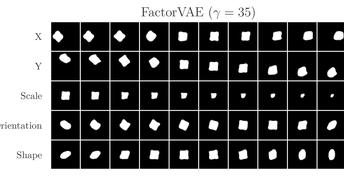 FactorVAE (γ = 35)
X
Y
Scale
rientation
Shape